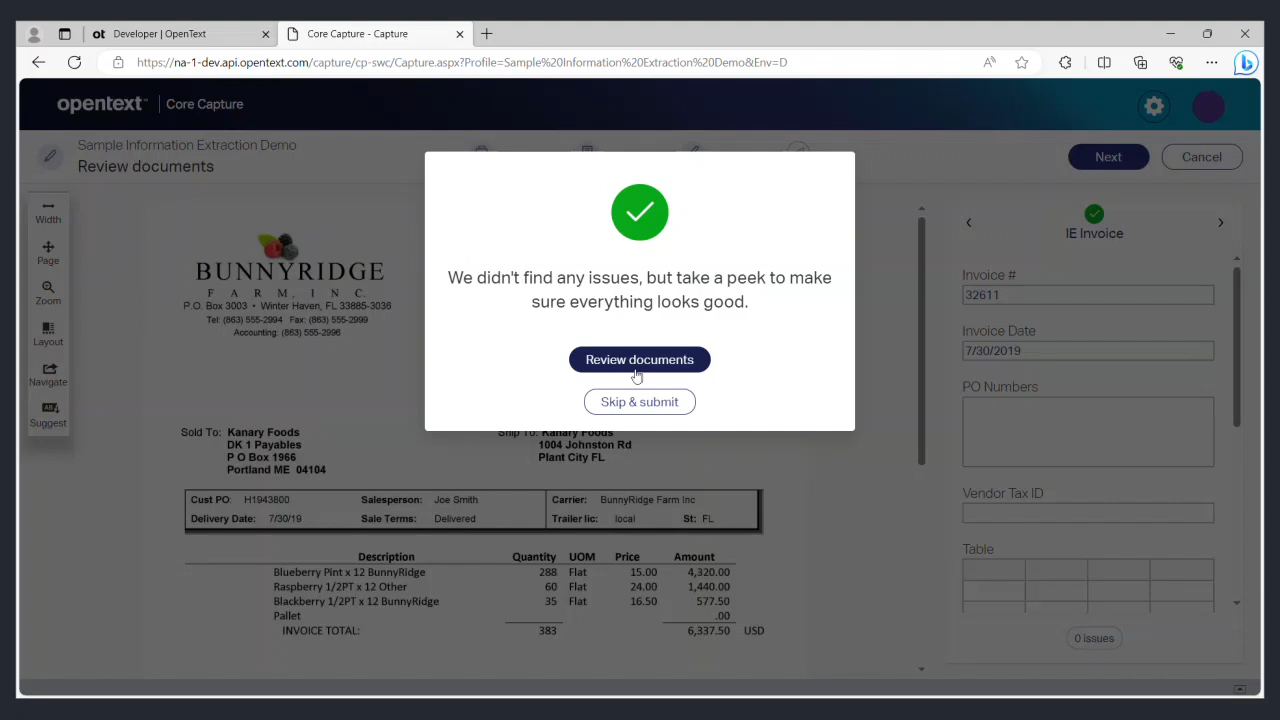 Developer | OpenText
Core Capture - Capture
https://na-1-dev.api.opentext.com/capture/cp-swc/Capture.aspx?Profile=Sample%20Information%20Extraction%20Demo&Env=D
opentext™ | Core Capture
Sample Information Extraction Demo
Review documents
Next
Cancel
Width
Page
Zoom
Layout
Navigate
Suggest
BUNNYRIDGE
FARM, INC.
P.O. Box 3003 • Winter Haven, FL 33885-3036
Tel: (863) 555-2994 Fax: (863) 555-2999
Accounting: (863) 555-2996
We didn't find any issues, but take a peek to make
sure everything looks good.
Review documents
Skip & submit
Sold To: Kanary Foods
DK 1 Payables
P O Box 1966
Portland ME 04104
Ship To: Kanary Foods
1004 Johnston Rd
Plant City FL
Cust PO: H1943800 Salesperson: Joe Smith Carrier: BunnyRidge Farm Inc
Delivery Date: 7/30/19 Sale Terms: Delivered Trailer lic: local St: FL
Description Quantity UOM Price Amount
Blueberry Pint x 12 BunnyRidge 288 Flat 15.00 4,320.00
Raspberry 1/2PT x 12 Other 60 Flat 24.00 1,440.00
Blackberry 1/2PT x 12 BunnyRidge 35 Flat 16.50 577.50
Pallet .00
INVOICE TOTAL: 383 6,337.50 USD
IE Invoice
Invoice #
32611
Invoice Date
7/30/2019
PO Numbers
Vendor Tax ID
Table
0 issues